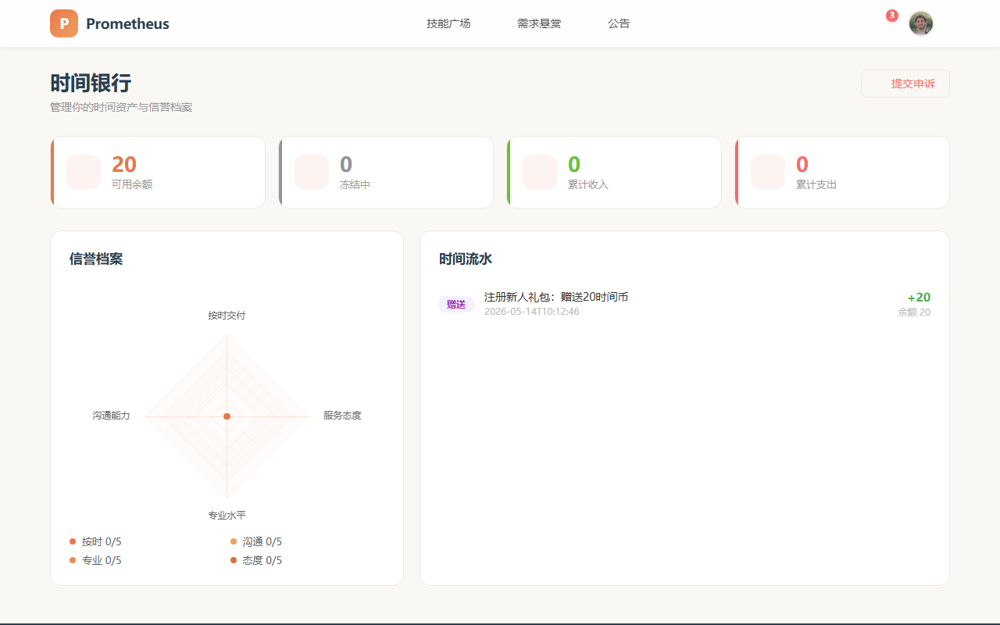 P Prometheus 技能广场 需求悬赏 公告 3
时间银行
管理你的时间资产与信誉档案
提交申诉
20
可用余额
0
冻结中
0
累计收入
0
累计支出
信誉档案
按时交付
沟通能力
服务态度
专业水平
按时 0/5
沟通 0/5
专业 0/5
态度 0/5
时间流水
赠送
注册新人礼包：赠送20时间币
2026-05-14T10:12:46
+20
余额 20